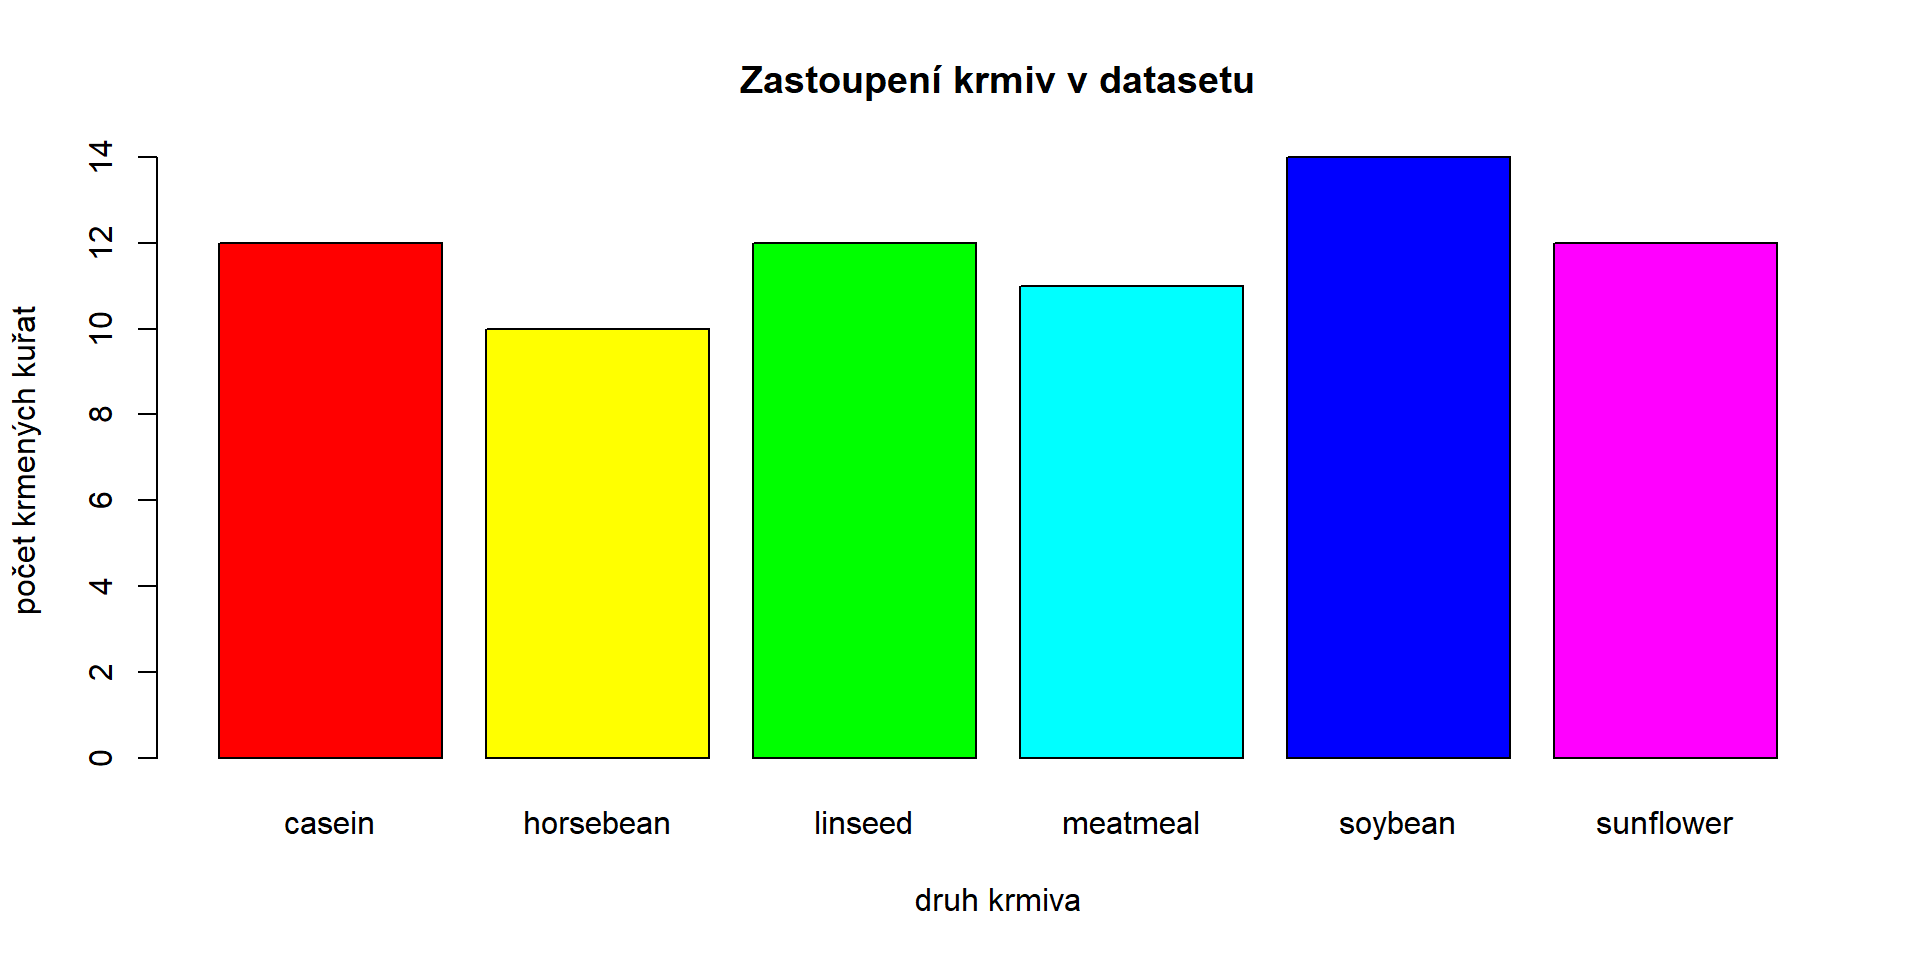 Zastoupení krmiv v datasetu
počet krmených kuřat
14
12
10
8
6
4
2
0
casein horsebean linseed meatmeal soybean sunflower
druh krmiva